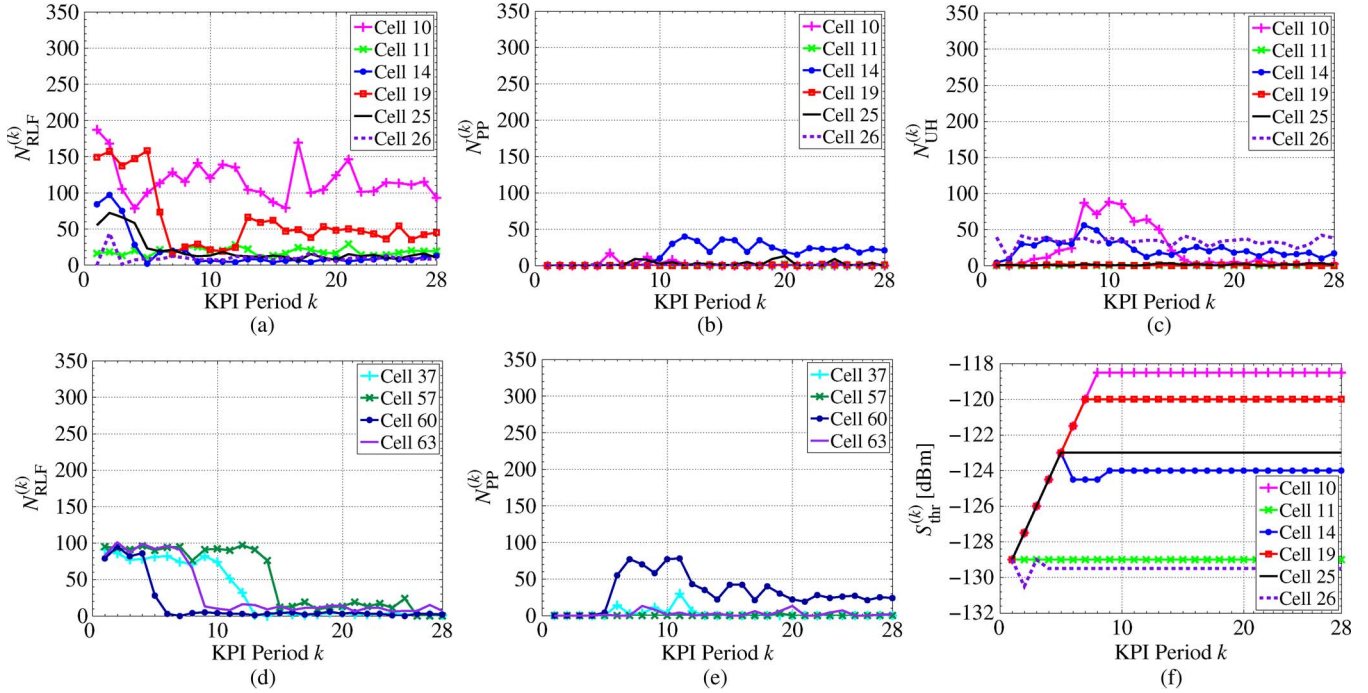 350
300
250
200
150
100
50
0
N_RLF^(k)
Cell 10
Cell 11
Cell 14
Cell 19
Cell 25
Cell 26
0
10
20
28
KPI Period k
(a)
350
300
250
200
150
100
50
0
N_PP^(k)
Cell 10
Cell 11
Cell 14
Cell 19
Cell 25
Cell 26
0
10
20
28
KPI Period k
(b)
350
300
250
200
150
100
50
0
N_UH^(k)
Cell 10
Cell 11
Cell 14
Cell 19
Cell 25
Cell 26
0
10
20
28
KPI Period k
(c)
350
300
250
200
150
100
50
0
N_RLF^(k)
Cell 37
Cell 57
Cell 60
Cell 63
0
10
20
28
KPI Period k
(d)
350
300
250
200
150
100
50
0
N_PP^(k)
Cell 37
Cell 57
Cell 60
Cell 63
0
10
20
28
KPI Period k
(e)
−118
−120
−122
−124
−126
−128
−130
−132
S_thr^(k) [dBm]
Cell 10
Cell 11
Cell 14
Cell 19
Cell 25
Cell 26
0
10
20
28
KPI Period k
(f)